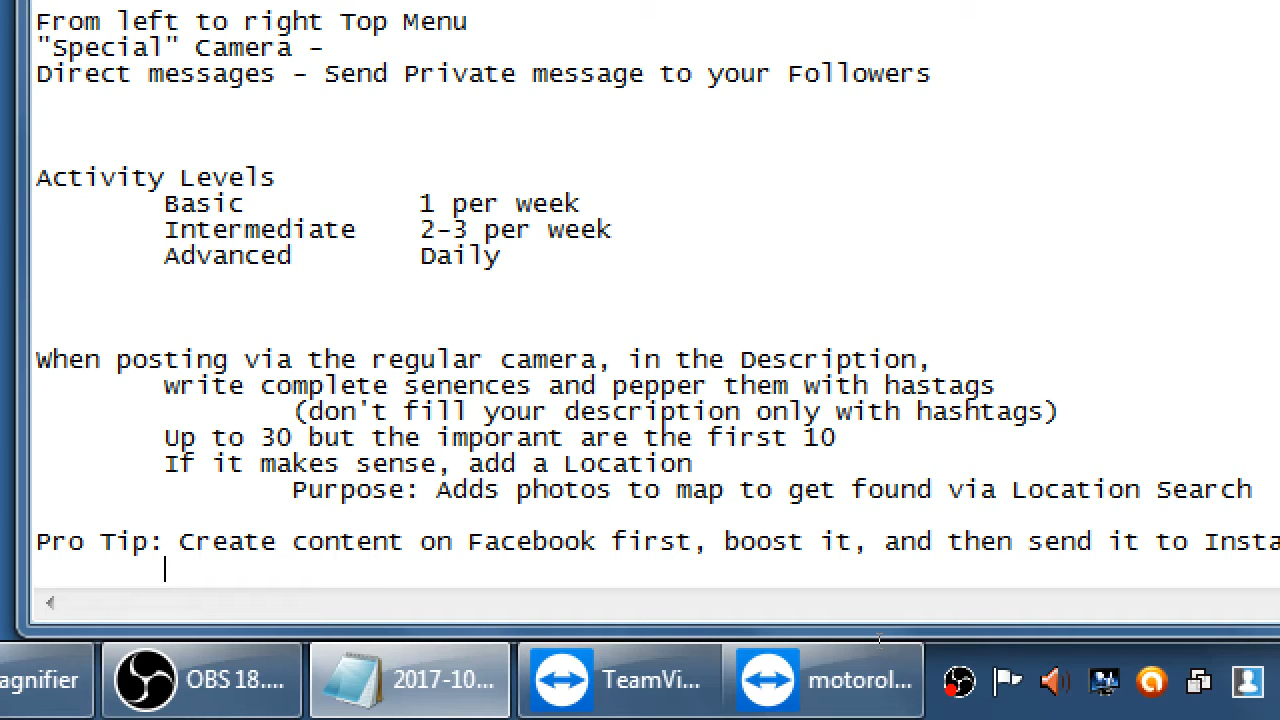 From left to right Top Menu
"Special" Camera -
Direct messages - Send Private message to your Followers
Activity Levels
Basic 1 per week
Intermediate 2-3 per week
Advanced Daily
When posting via the regular camera, in the Description,
write complete senences and pepper them with hastags
(don't fill your description only with hashtags)
Up to 30 but the imporant are the first 10
If it makes sense, add a Location
Purpose: Adds photos to map to get found via Location Search
Pro Tip: Create content on Facebook first, boost it, and then send it to Insta
agnifier OBS 18.... 2017-10... TeamVi... motorol...